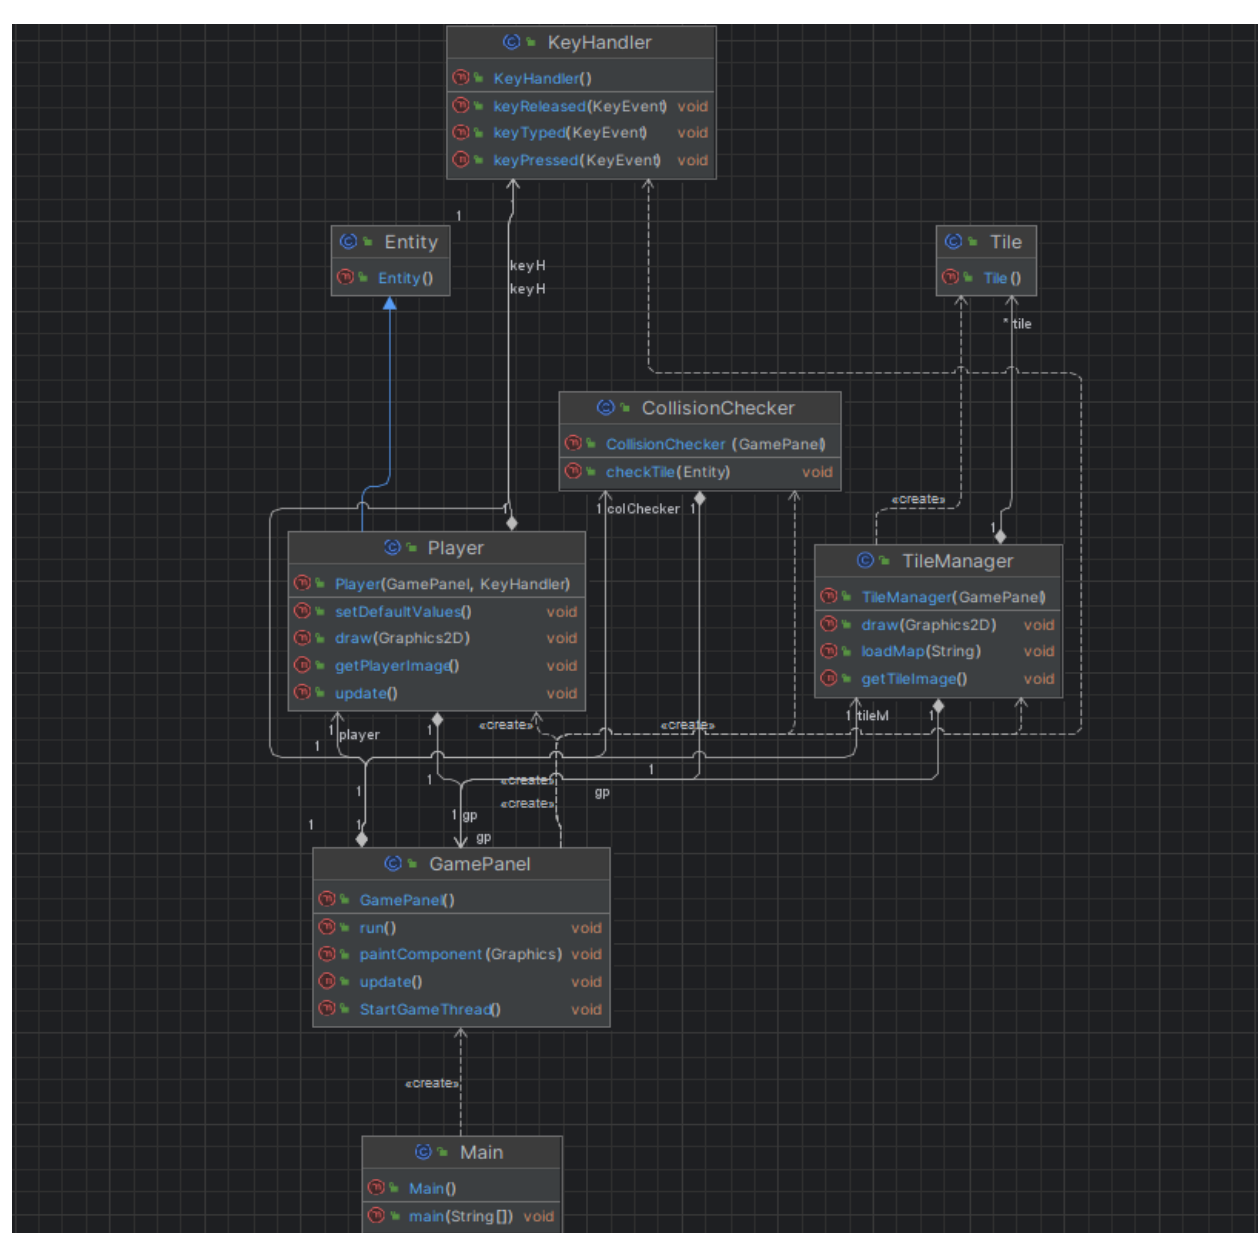 KeyHandler
KeyHandler()
keyReleased(KeyEvent) void
keyTyped(KeyEvent) void
keyPressed(KeyEvent) void
1
Entity
Entity()
keyH
keyH
Tile
Tile()
* tile
CollisionChecker
CollisionChecker (GamePanel)
checkTile(Entity) void
«create»
1
1 colChecker 1
1
Player
Player(GamePanel, KeyHandler)
setDefaultValues() void
draw(Graphics2D) void
getPlayerImage() void
update() void
TileManager
TileManager(GamePanel)
draw(Graphics2D) void
loadMap(String) void
getTileImage() void
1 player
1
1
«create»
«create»
1 tileM
1
1
1
«create»
«create»
1
gp
1
1
1 gp
gp
GamePanel
GamePanel()
run() void
paintComponent(Graphics) void
update() void
StartGameThread() void
«create»
Main
Main()
main(String[]) void